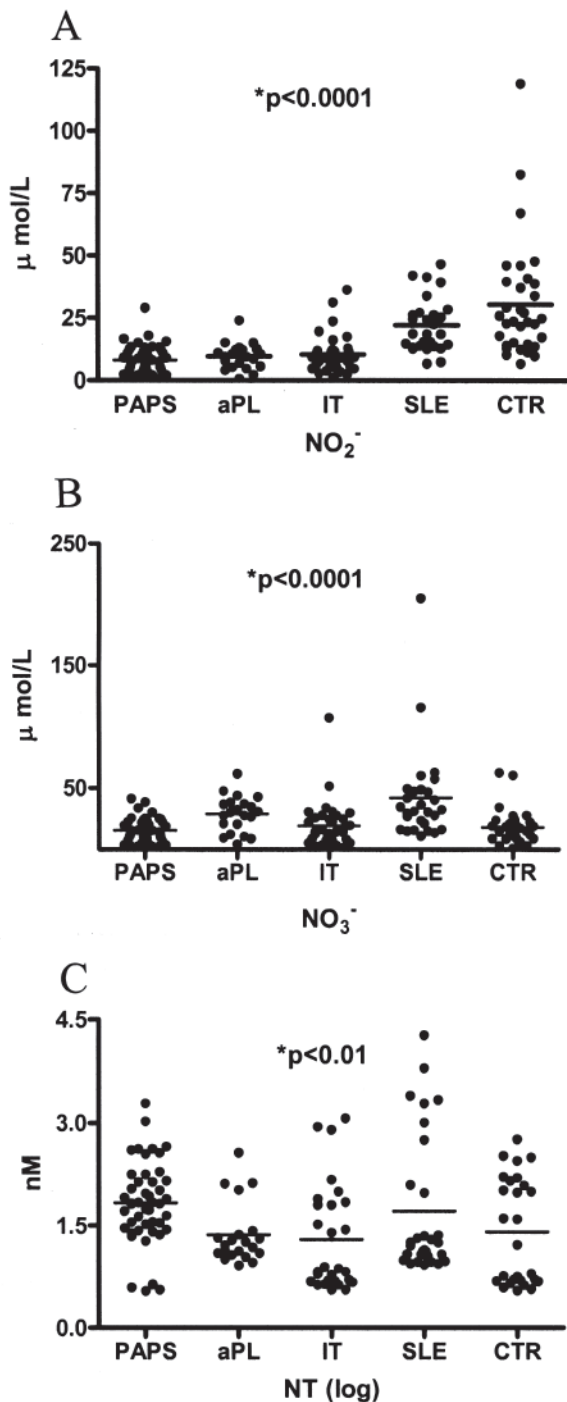 A
125
*p<0.0001
100
75
μ mol/L
50
25
0
PAPS aPL IT SLE CTR
NO₂⁻
B
250
*p<0.0001
150
μ mol/L
50
PAPS aPL IT SLE CTR
NO₃⁻
C
4.5
*p<0.01
3.0
nM
1.5
0.0
PAPS aPL IT SLE CTR
NT (log)